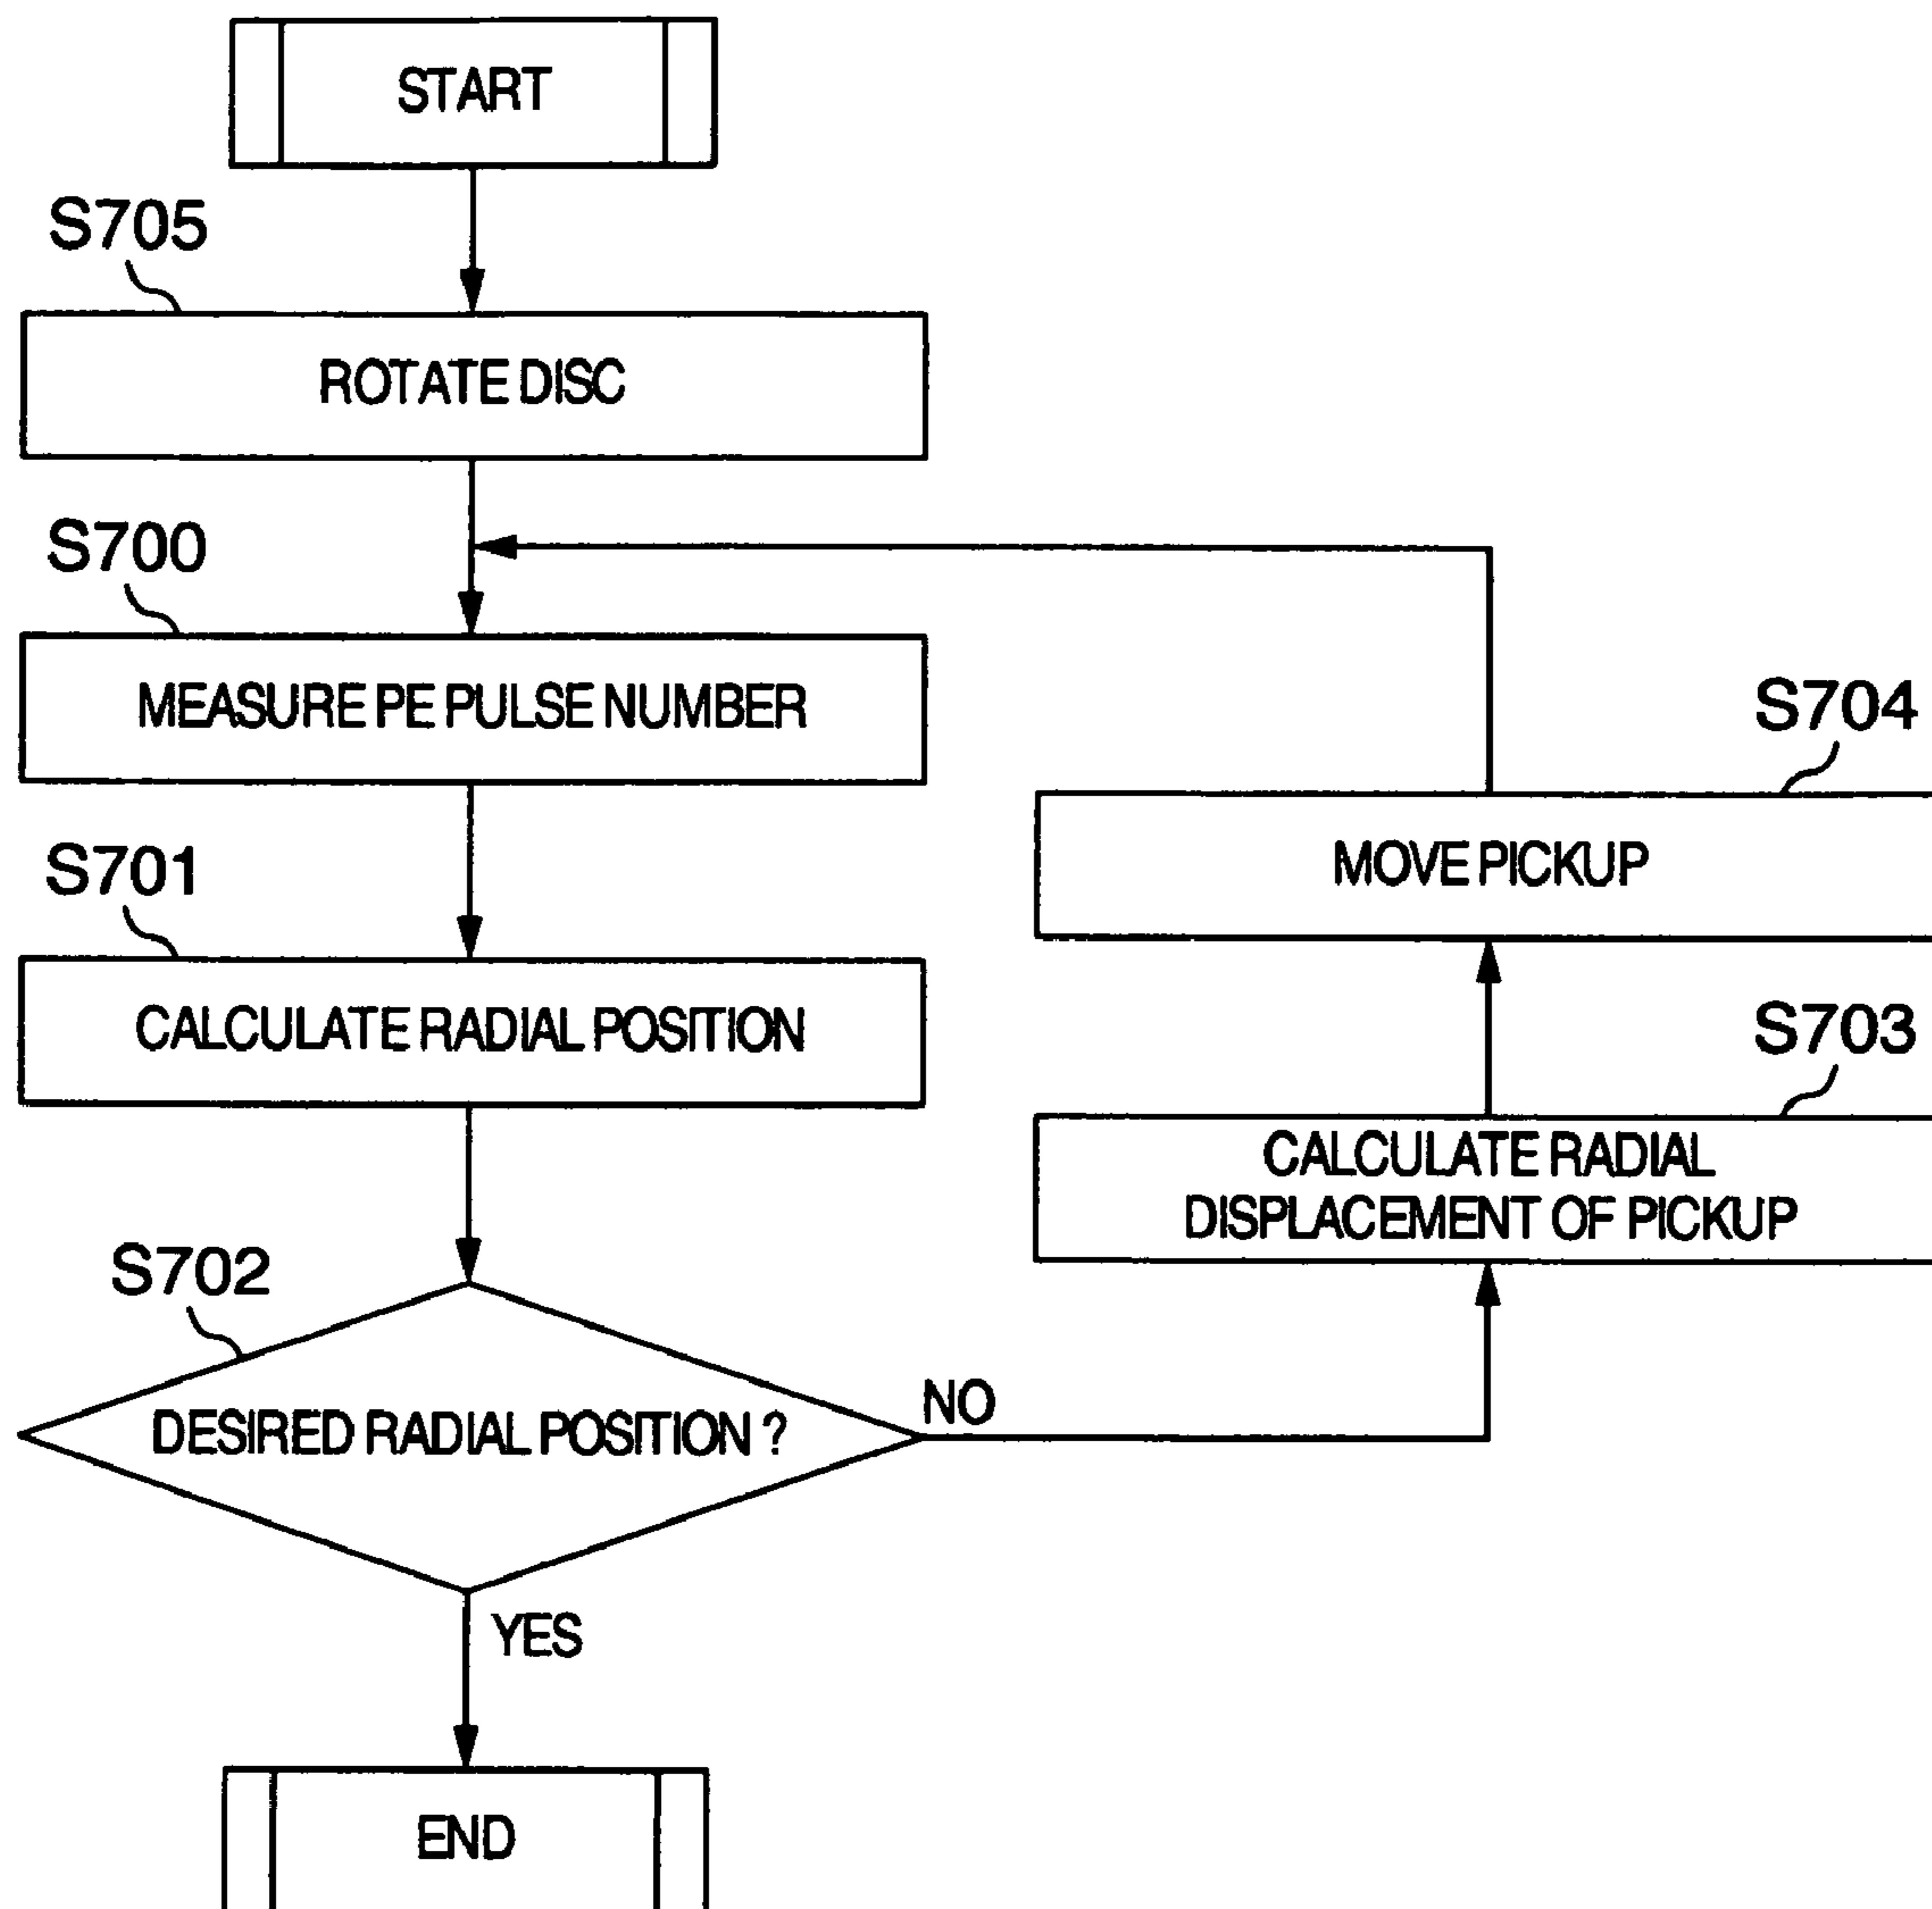 START
S705
ROTATE DISC
S700
MEASURE PE PULSE NUMBER
S701
CALCULATE RADIAL POSITION
S702
DESIRED RADIAL POSITION ?
NO
YES
END
S704
MOVE PICKUP
S703
CALCULATE RADIAL
DISPLACEMENT OF PICKUP